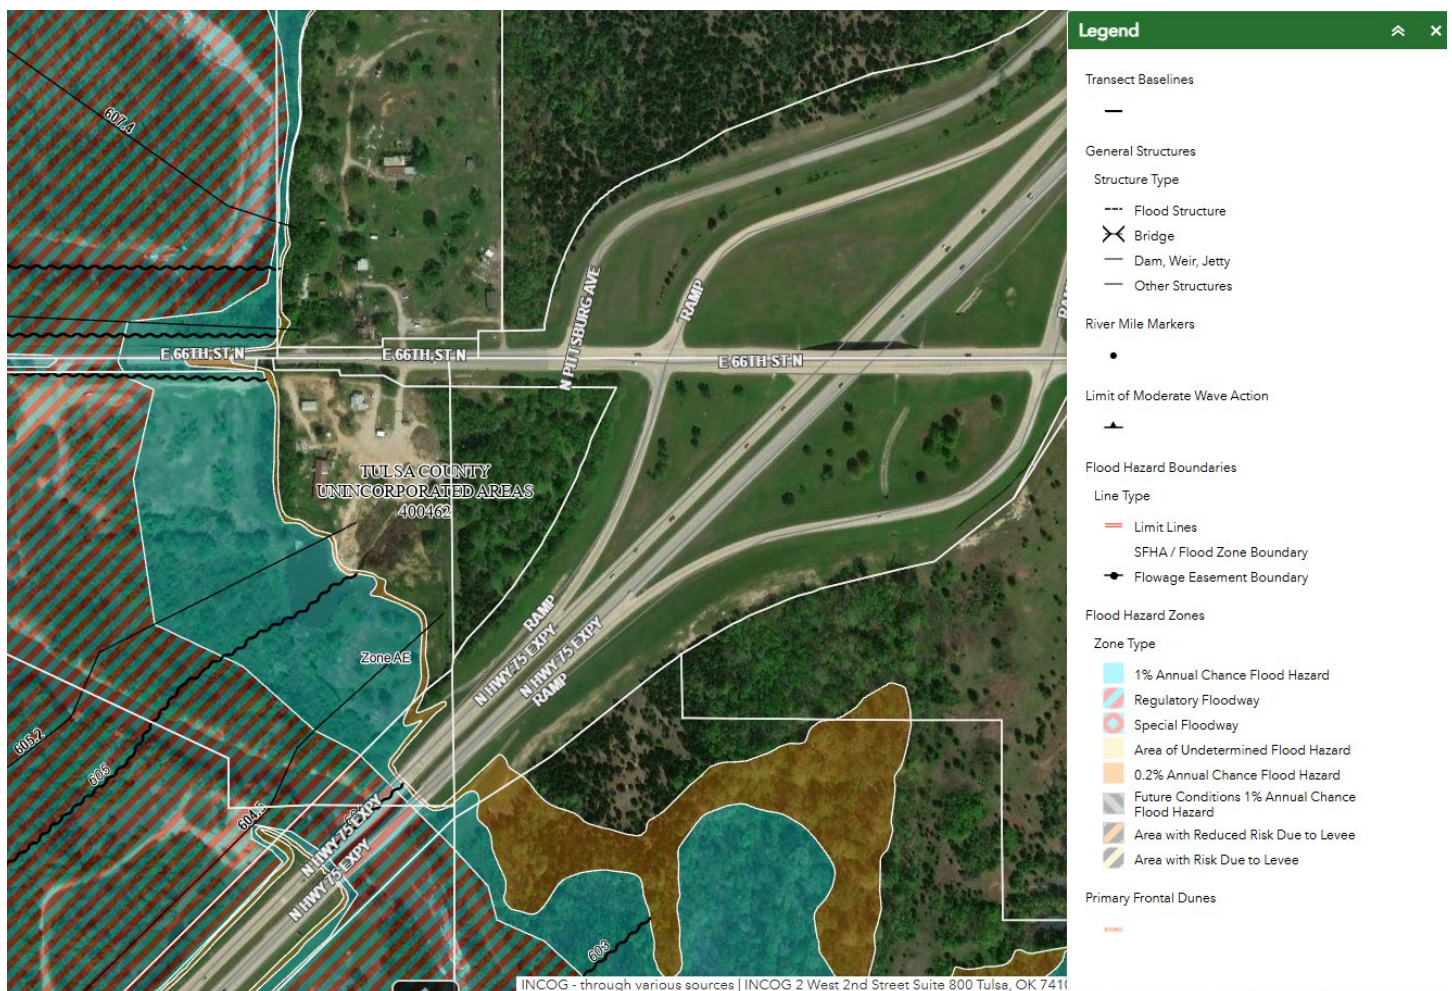 607.4
N PITTSBURG AVE
RAMP
E 66TH ST N
E 66TH ST N
E 66TH ST N
TULSA COUNTY
UNINCORPORATED AREAS
400462
Zone AE
RAMP
N HWY 75 EXPY
N HWY 75 EXPY
RAMP
605.2
605
604.5
N HWY 75 EXPY
N HWY 75 EXPY
603
INCOG - through various sources | INCOG 2 West 2nd Street Suite 800 Tulsa, OK 7410
Legend
Transect Baselines
General Structures
Structure Type
Flood Structure
Bridge
Dam, Weir, Jetty
Other Structures
River Mile Markers
Limit of Moderate Wave Action
Flood Hazard Boundaries
Line Type
Limit Lines
SFHA / Flood Zone Boundary
Flowage Easement Boundary
Flood Hazard Zones
Zone Type
1% Annual Chance Flood Hazard
Regulatory Floodway
Special Floodway
Area of Undetermined Flood Hazard
0.2% Annual Chance Flood Hazard
Future Conditions 1% Annual Chance
Flood Hazard
Area with Reduced Risk Due to Levee
Area with Risk Due to Levee
Primary Frontal Dunes